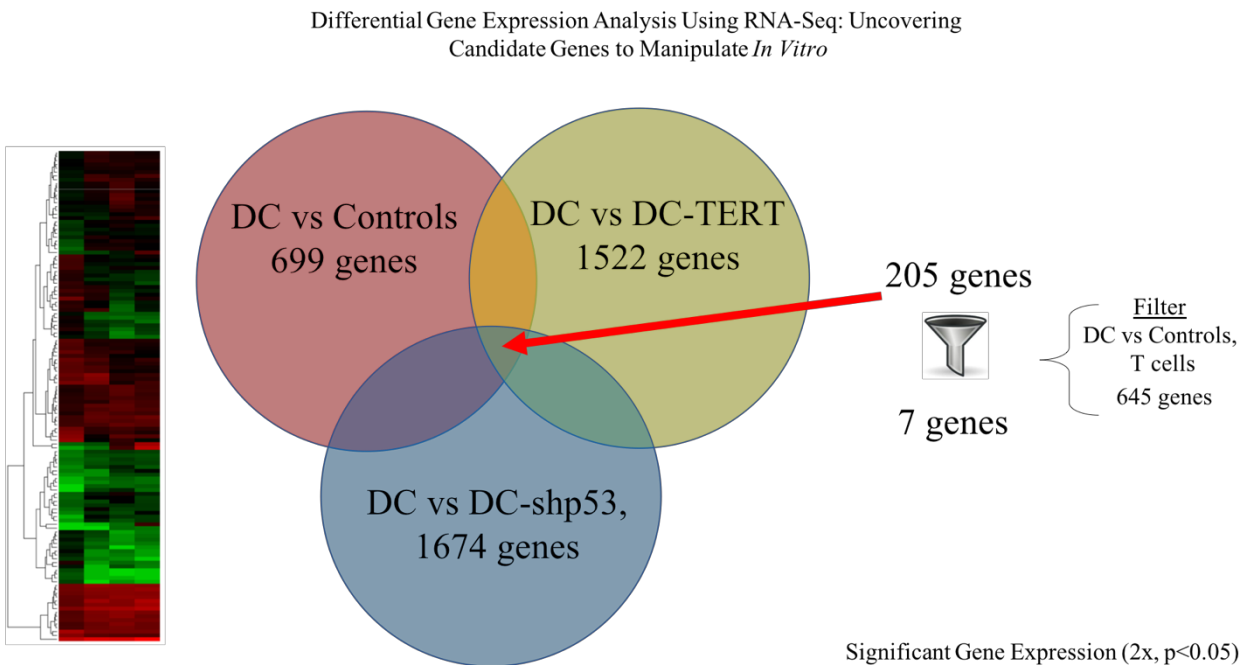 Differential Gene Expression Analysis Using RNA-Seq: Uncovering
Candidate Genes to Manipulate In Vitro
DC vs Controls
699 genes
DC vs DC-TERT
1522 genes
DC vs DC-shp53,
1674 genes
205 genes
7 genes
Filter
DC vs Controls,
T cells
645 genes
Significant Gene Expression (2x, p<0.05)